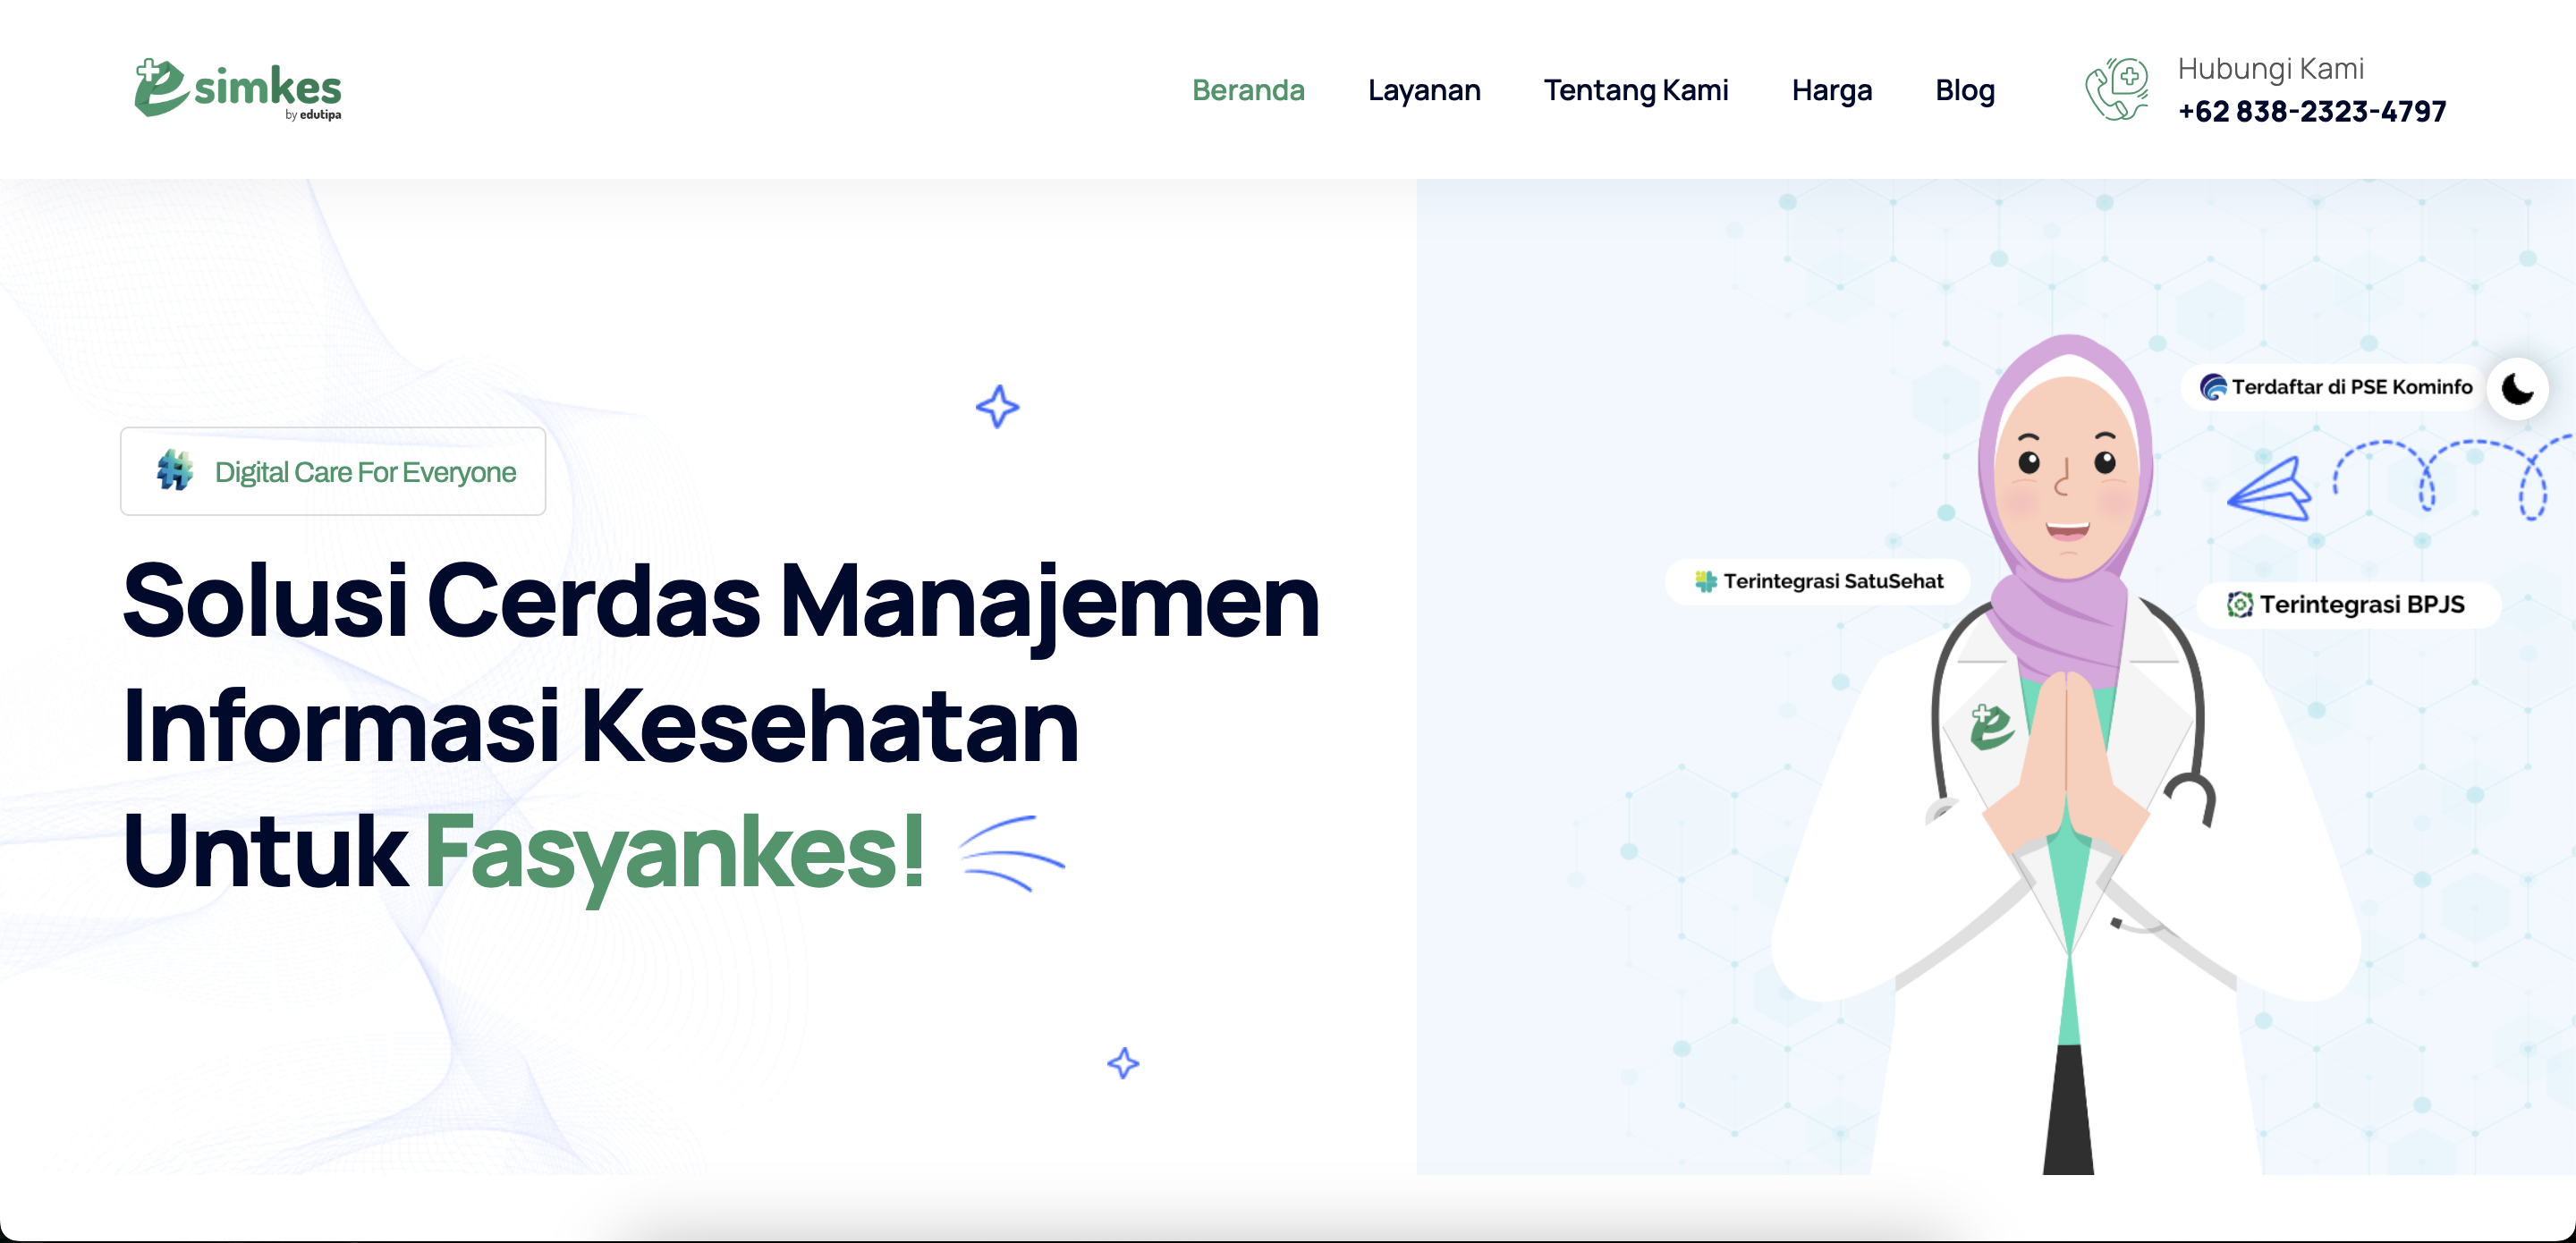 esimkes
by edutipa
Beranda Layanan Tentang Kami Harga Blog
Hubungi Kami
+62 838-2323-4797
Digital Care For Everyone
Solusi Cerdas Manajemen
Informasi Kesehatan
Untuk Fasyankes!
Terdaftar di PSE Kominfo
Terintegrasi SatuSehat
Terintegrasi BPJS